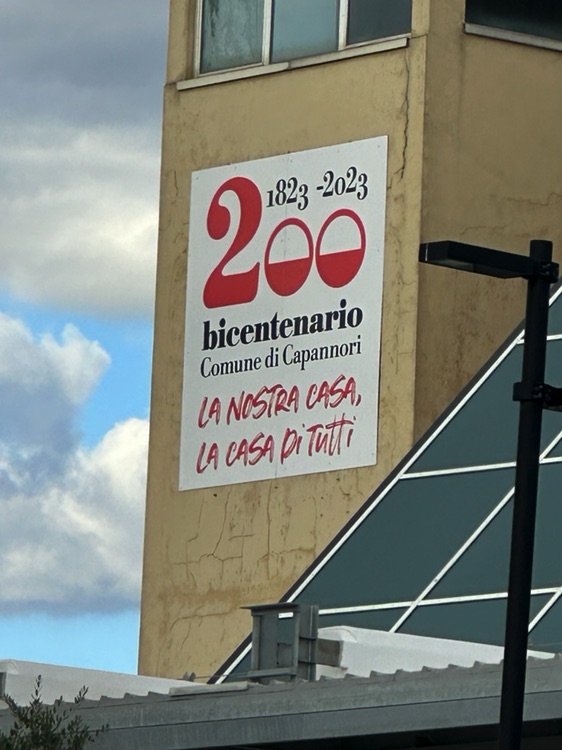 1823 -2023
200
bicentenario
Comune di Capannori
LA NOSTRA CASA,
LA CASA Di TUtti